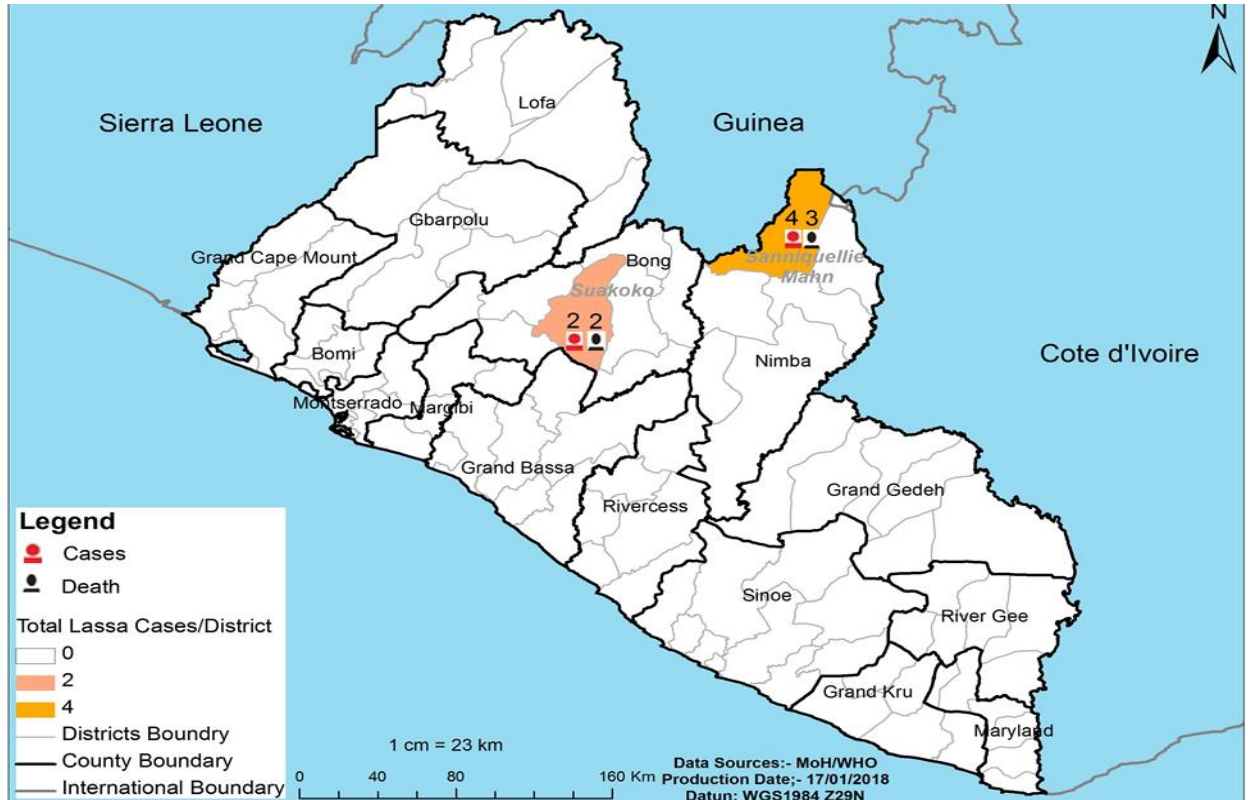 N
Lofa
Sierra Leone
Guinea
4 3
Gbarpolu
Grand Cape Mount
Bong
Sanniquellie
Mahn
Suakoko
2 2
Bomi
Nimba
Cote d'Ivoire
Montserrado
Margibi
Grand Bassa
Grand Gedeh
Rivercess
Sinoe
River Gee
Grand Kru
Maryland
Legend
Cases
Death
Total Lassa Cases/District
0
2
4
Districts Boundry
County Boundary
International Boundary
1 cm = 23 km
0 40 80 160 Km
Data Sources:- MoH/WHO
Production Date;- 17/01/2018
Datun: WGS1984 Z29N